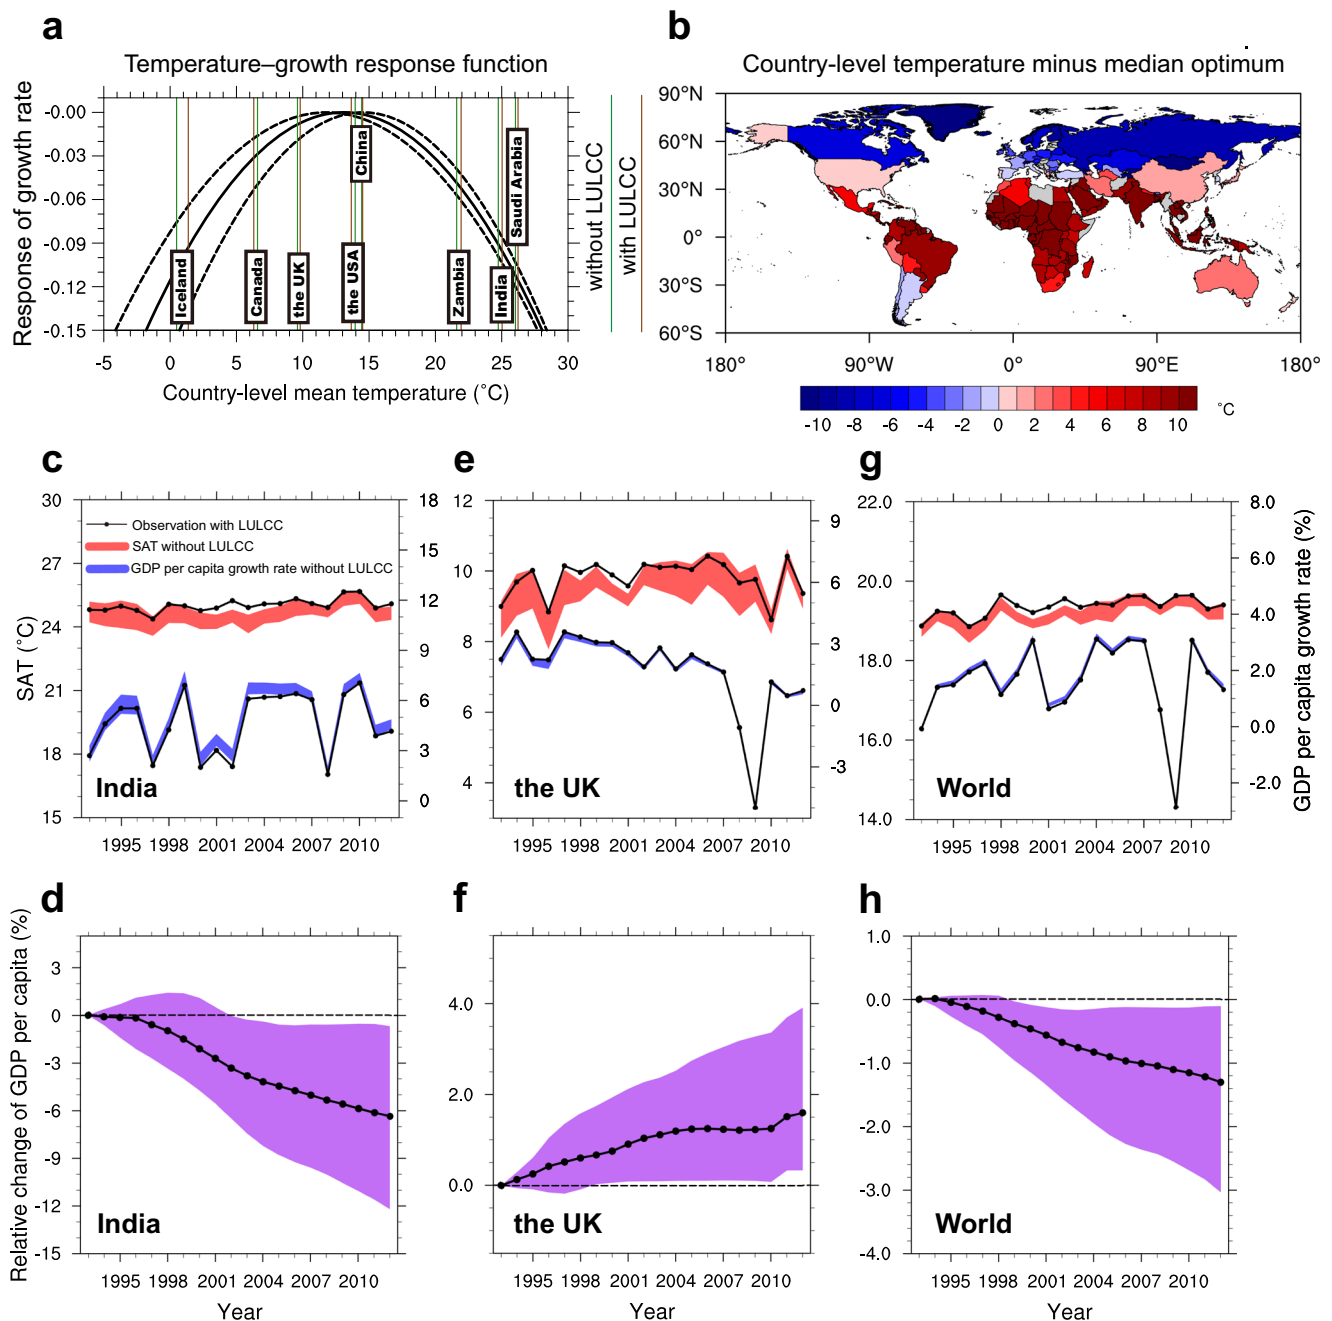 a
Temperature–growth response function
Response of growth rate
-0.00
-0.03
-0.06
-0.09
-0.12
-0.15
Iceland
Canada
the UK
the USA
China
Zambia
India
Saudi Arabia
without LULCC
with LULCC
-5 0 5 10 15 20 25 30
Country-level mean temperature (°C)
b
Country-level temperature minus median optimum
90°N
60°N
30°N
0°
30°S
60°S
180° 90°W 0° 90°E 180°
-10 -8 -6 -4 -2 0 2 4 6 8 10
°C
c
SAT (°C)
30
27
24
21
18
15
18
15
12
9
6
3
0
Observation with LULCC
SAT without LULCC
GDP per capita growth rate without LULCC
India
1995 1998 2001 2004 2007 2010
e
12
10
8
6
4
9
6
3
0
-3
the UK
1995 1998 2001 2004 2007 2010
g
22.0
20.0
18.0
16.0
14.0
8.0
6.0
4.0
2.0
0.0
-2.0
GDP per capita growth rate (%)
World
1995 1998 2001 2004 2007 2010
d
Relative change of GDP per capita (%)
3
0
-3
-6
-9
-12
-15
India
1995 1998 2001 2004 2007 2010
Year
f
4.0
2.0
0.0
the UK
1995 1998 2001 2004 2007 2010
Year
h
1.0
0.0
-1.0
-2.0
-3.0
-4.0
World
1995 1998 2001 2004 2007 2010
Year